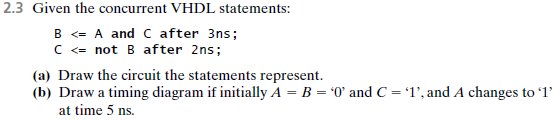 2.3 Given the concurrent VHDL statements:
B <= A and C after 3ns;
C <= not B after 2ns;
(a) Draw the circuit the statements represent.
(b) Draw a timing diagram if initially A = B = ‘0’ and C = ‘1’, and A changes to ‘1’
at time 5 ns.